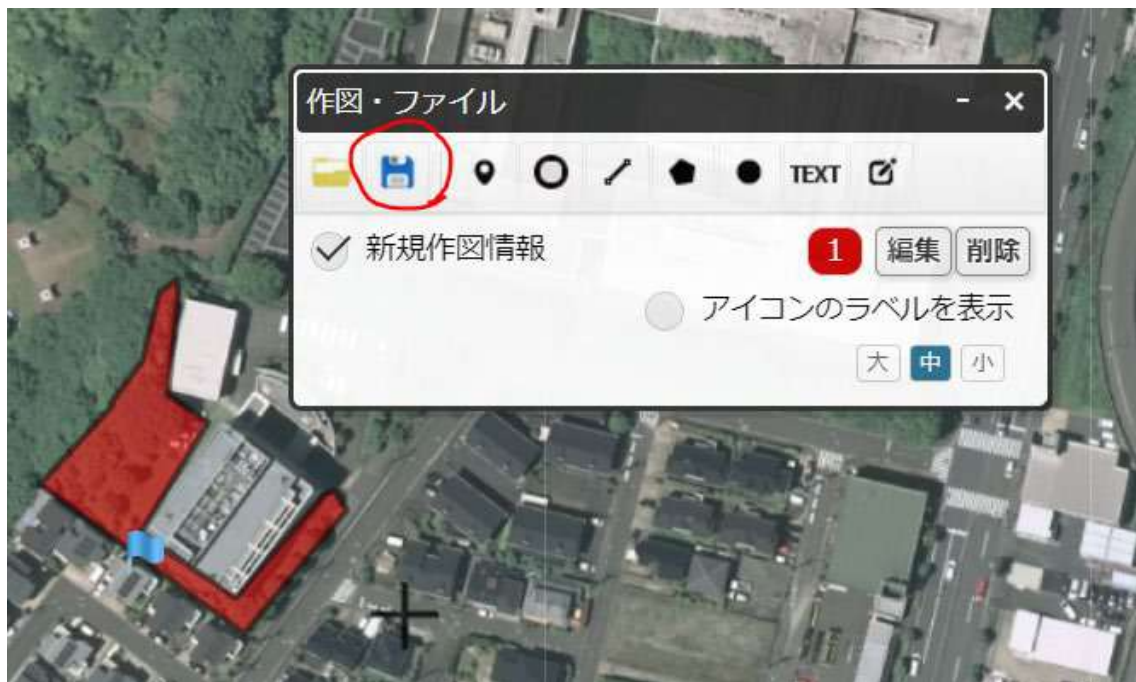 作図・ファイル
TEXT
新規作図情報 1 編集 削除
アイコンのラベルを表示
大 中 小